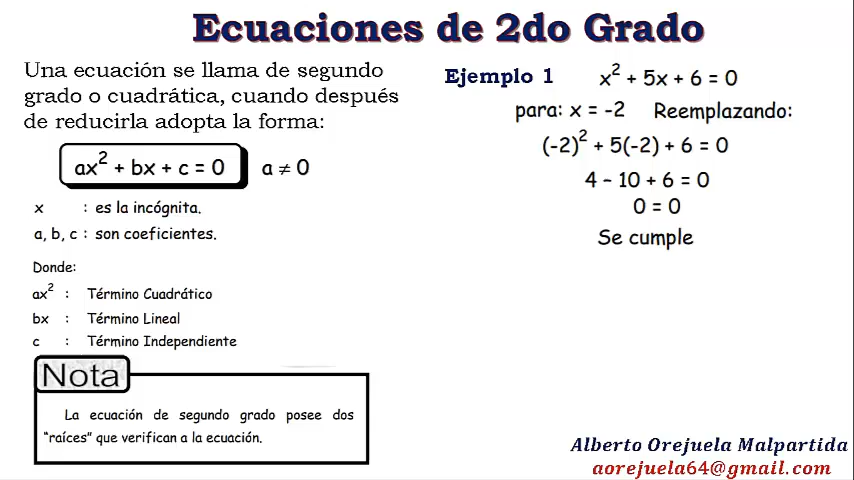 Ecuaciones de 2do Grado
Una ecuación se llama de segundo
grado o cuadrática, cuando después
de reducirla adopta la forma:
ax² + bx + c = 0   a ≠ 0
x : es la incógnita.
a, b, c : son coeficientes.
Donde:
ax² : Término Cuadrático
bx : Término Lineal
c : Término Independiente
Nota
La ecuación de segundo grado posee dos
“raíces” que verifican a la ecuación.
Ejemplo 1   x² + 5x + 6 = 0
para: x = -2   Reemplazando:
(-2)² + 5(-2) + 6 = 0
4 – 10 + 6 = 0
0 = 0
Se cumple
Alberto Orejuela Malpartida
aorejuela64@gmail.com